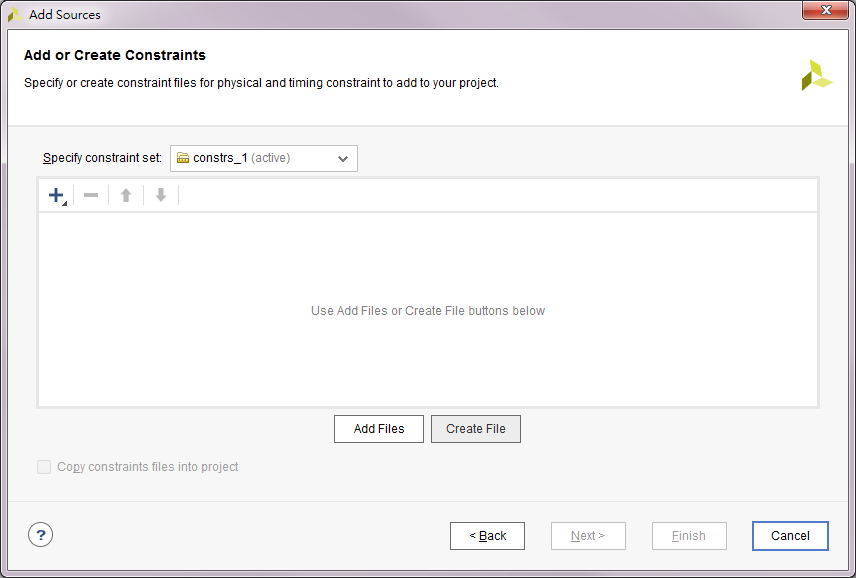 Add Sources
Add or Create Constraints
Specify or create constraint files for physical and timing constraint to add to your project.
Specify constraint set: constrs_1 (active)
Use Add Files or Create File buttons below
Add Files Create File
Copy constraints files into project
? < Back Next > Finish Cancel